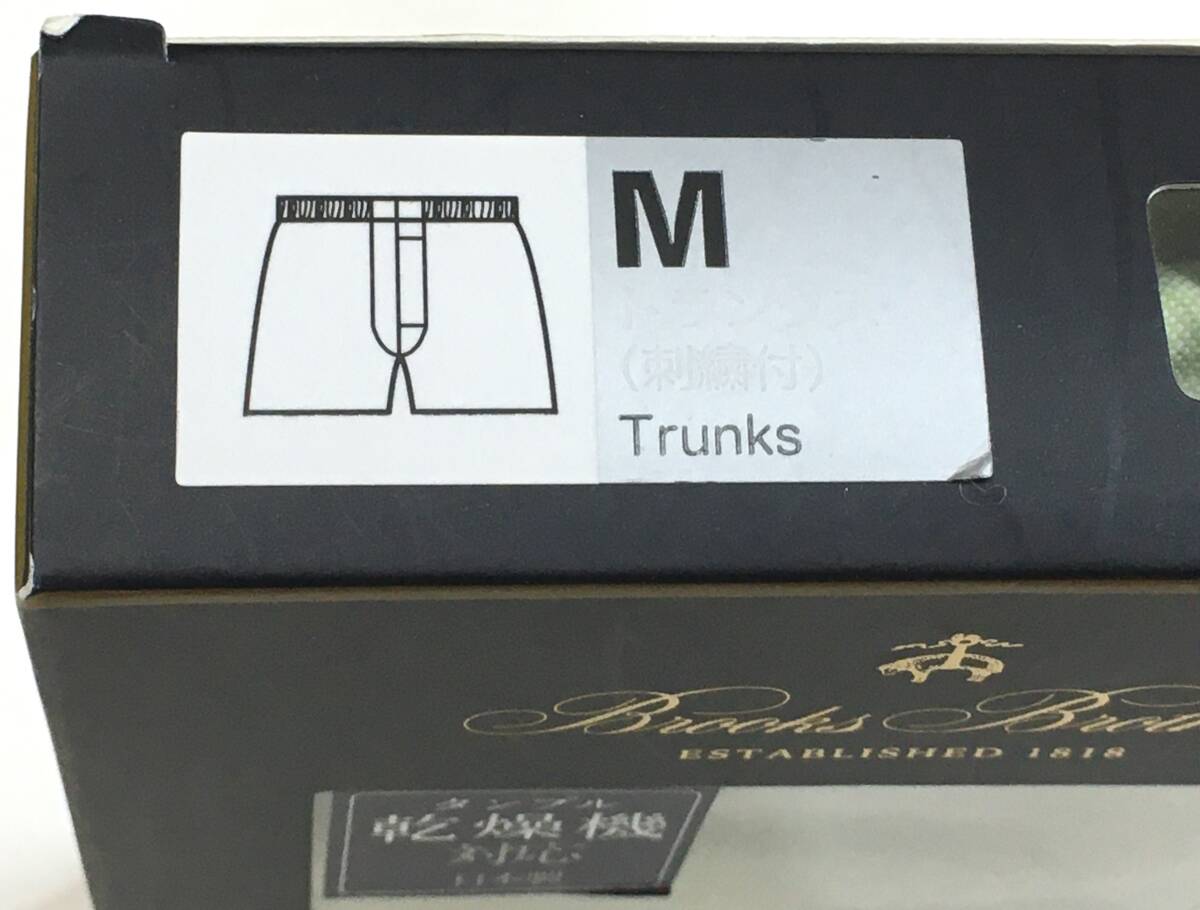 M
トランクス
(刺繍付)
Trunks
Brooks
ESTABLISHED 1818
タンブル
乾燥機
対応